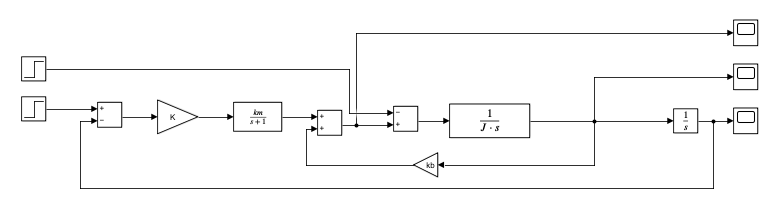 +
−
K
km
s + 1
+
+
−
+
1
J · s
1
s
kb